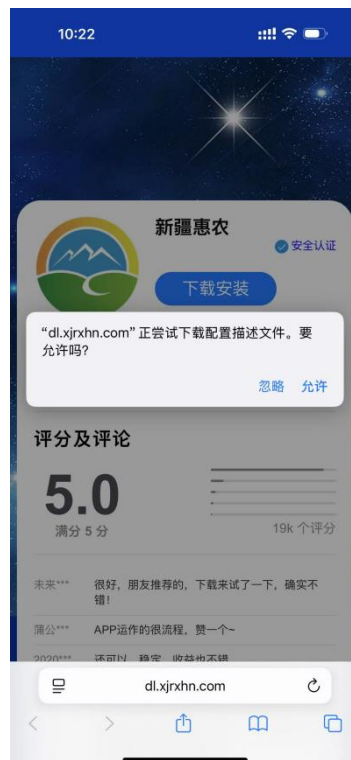 10:22
新疆惠农
安全认证
下载安装
“dl.xjrxhn.com”正尝试下载配置描述文件。要
允许吗?
忽略 允许
评分及评论
5.0
满分 5 分
19k 个评分
未来*** 很好，朋友推荐的，下载来试了一下，确实不
错！
蒲公*** APP运作的很流程，赞一个~
2020*** 还可以，稳定，收益也不错
dl.xjrxhn.com